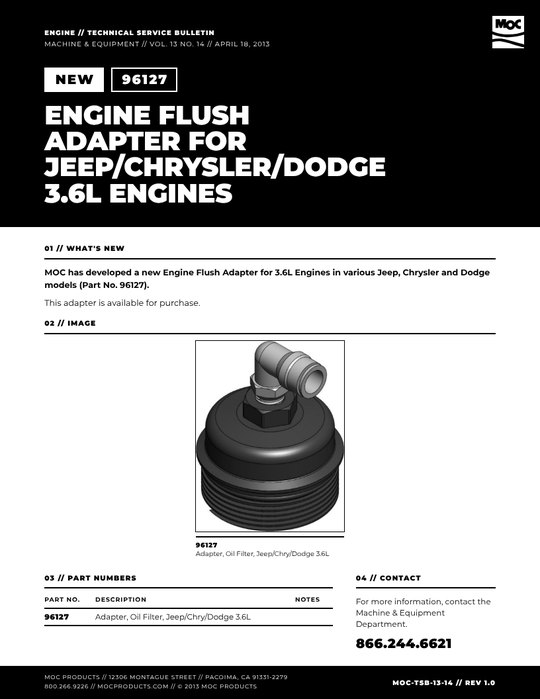 ENGINE // TECHNICAL SERVICE BULLETIN
MACHINE & EQUIPMENT // VOL. 13 NO. 14 // APRIL 18, 2013
MOC
NEW
96127
ENGINE FLUSH
ADAPTER FOR
JEEP/CHRYSLER/DODGE
3.6L ENGINES
01 // WHAT'S NEW
MOC has developed a new Engine Flush Adapter for 3.6L Engines in various Jeep, Chrysler and Dodge
models (Part No. 96127).
This adapter is available for purchase.
02 // IMAGE
96127
Adapter, Oil Filter, Jeep/Chry/Dodge 3.6L
03 // PART NUMBERS
PART NO. DESCRIPTION NOTES
96127 Adapter, Oil Filter, Jeep/Chry/Dodge 3.6L
04 // CONTACT
For more information, contact the
Machine & Equipment
Department.
866.244.6621
MOC PRODUCTS // 12306 MONTAGUE STREET // PACOIMA, CA 91331-2279
800.266.9226 // MOCPRODUCTS.COM // © 2013 MOC PRODUCTS
MOC-TSB-13-14 // REV 1.0